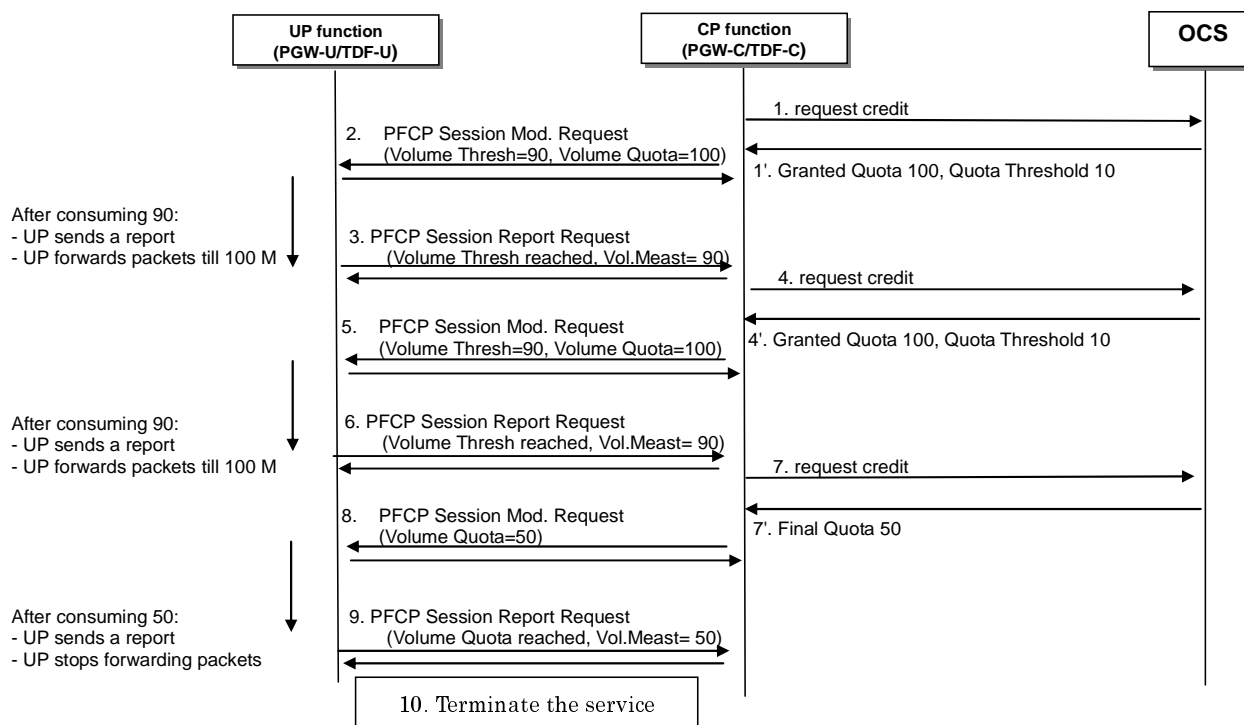 UP function
(PGW-U/TDF-U)
CP function
(PGW-C/TDF-C)
OCS
1. request credit
2. PFCP Session Mod. Request
(Volume Thresh=90, Volume Quota=100)
1'. Granted Quota 100, Quota Threshold 10
After consuming 90:
- UP sends a report
- UP forwards packets till 100 M
3. PFCP Session Report Request
(Volume Thresh reached, Vol.Meast= 90)
4. request credit
5. PFCP Session Mod. Request
(Volume Thresh=90, Volume Quota=100)
4'. Granted Quota 100, Quota Threshold 10
After consuming 90:
- UP sends a report
- UP forwards packets till 100 M
6. PFCP Session Report Request
(Volume Thresh reached, Vol.Meast= 90)
7. request credit
8. PFCP Session Mod. Request
(Volume Quota=50)
7'. Final Quota 50
After consuming 50:
- UP sends a report
- UP stops forwarding packets
9. PFCP Session Report Request
(Volume Quota reached, Vol.Meast= 50)
10. Terminate the service